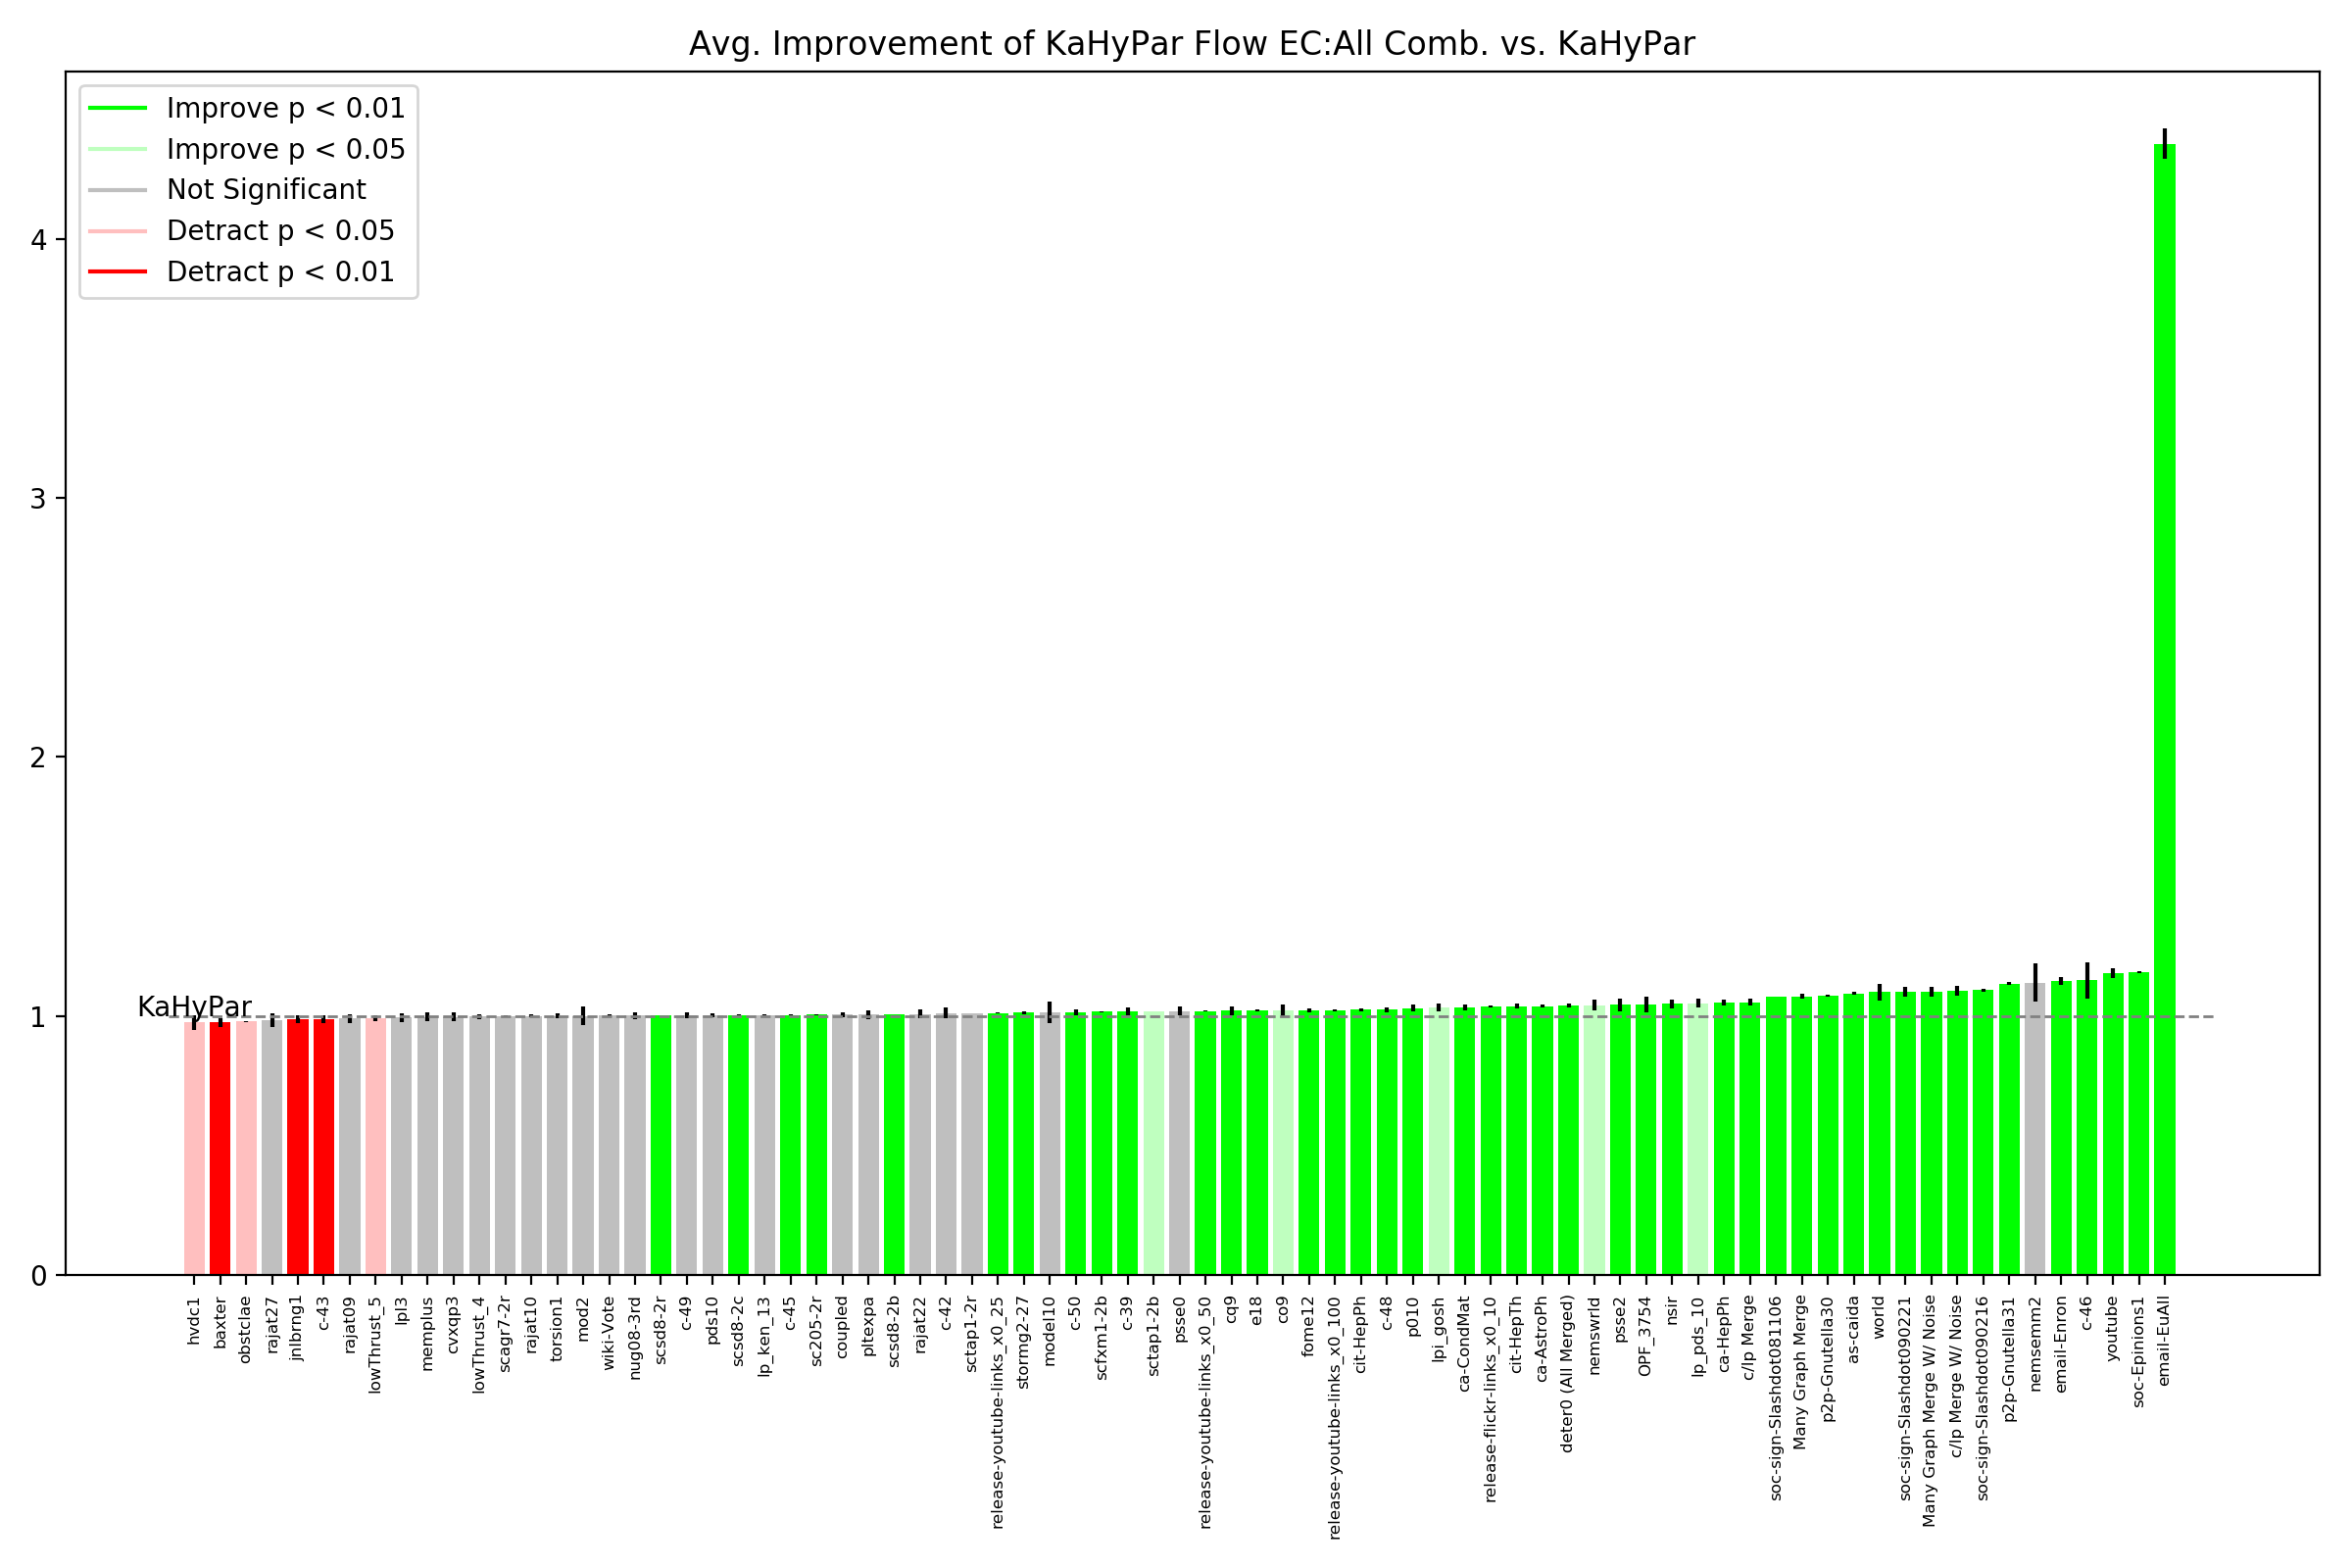 Avg. Improvement of KaHyPar Flow EC:All Comb. vs. KaHyPar
Improve p < 0.01
Improve p < 0.05
Not Significant
Detract p < 0.05
Detract p < 0.01
4
3
2
1
0
KaHyPar
hvdc1
baxter
obstclae
rajat27
jnlbrng1
c-43
rajat09
lowThrust_5
lpl3
memplus
cvxqp3
lowThrust_4
scagr7-2r
rajat10
torsion1
mod2
wiki-Vote
nug08-3rd
scsd8-2r
c-49
pds10
scsd8-2c
lp_ken_13
c-45
sc205-2r
coupled
pltexpa
scsd8-2b
rajat22
c-42
sctap1-2r
release-youtube-links_x0_25
stormg2-27
model10
c-50
scfxm1-2b
c-39
sctap1-2b
psse0
release-youtube-links_x0_50
cq9
e18
co9
fome12
release-youtube-links_x0_100
cit-HepPh
c-48
p010
lpi_gosh
ca-CondMat
release-flickr-links_x0_10
cit-HepTh
ca-AstroPh
deter0 (All Merged)
nemswrld
psse2
OPF_3754
nsir
lp_pds_10
ca-HepPh
c/lp Merge
soc-sign-Slashdot081106
Many Graph Merge
p2p-Gnutella30
as-caida
world
soc-sign-Slashdot090221
Many Graph Merge W/ Noise
c/lp Merge W/ Noise
soc-sign-Slashdot090216
p2p-Gnutella31
nemsemm2
email-Enron
c-46
youtube
soc-Epinions1
email-EuAll